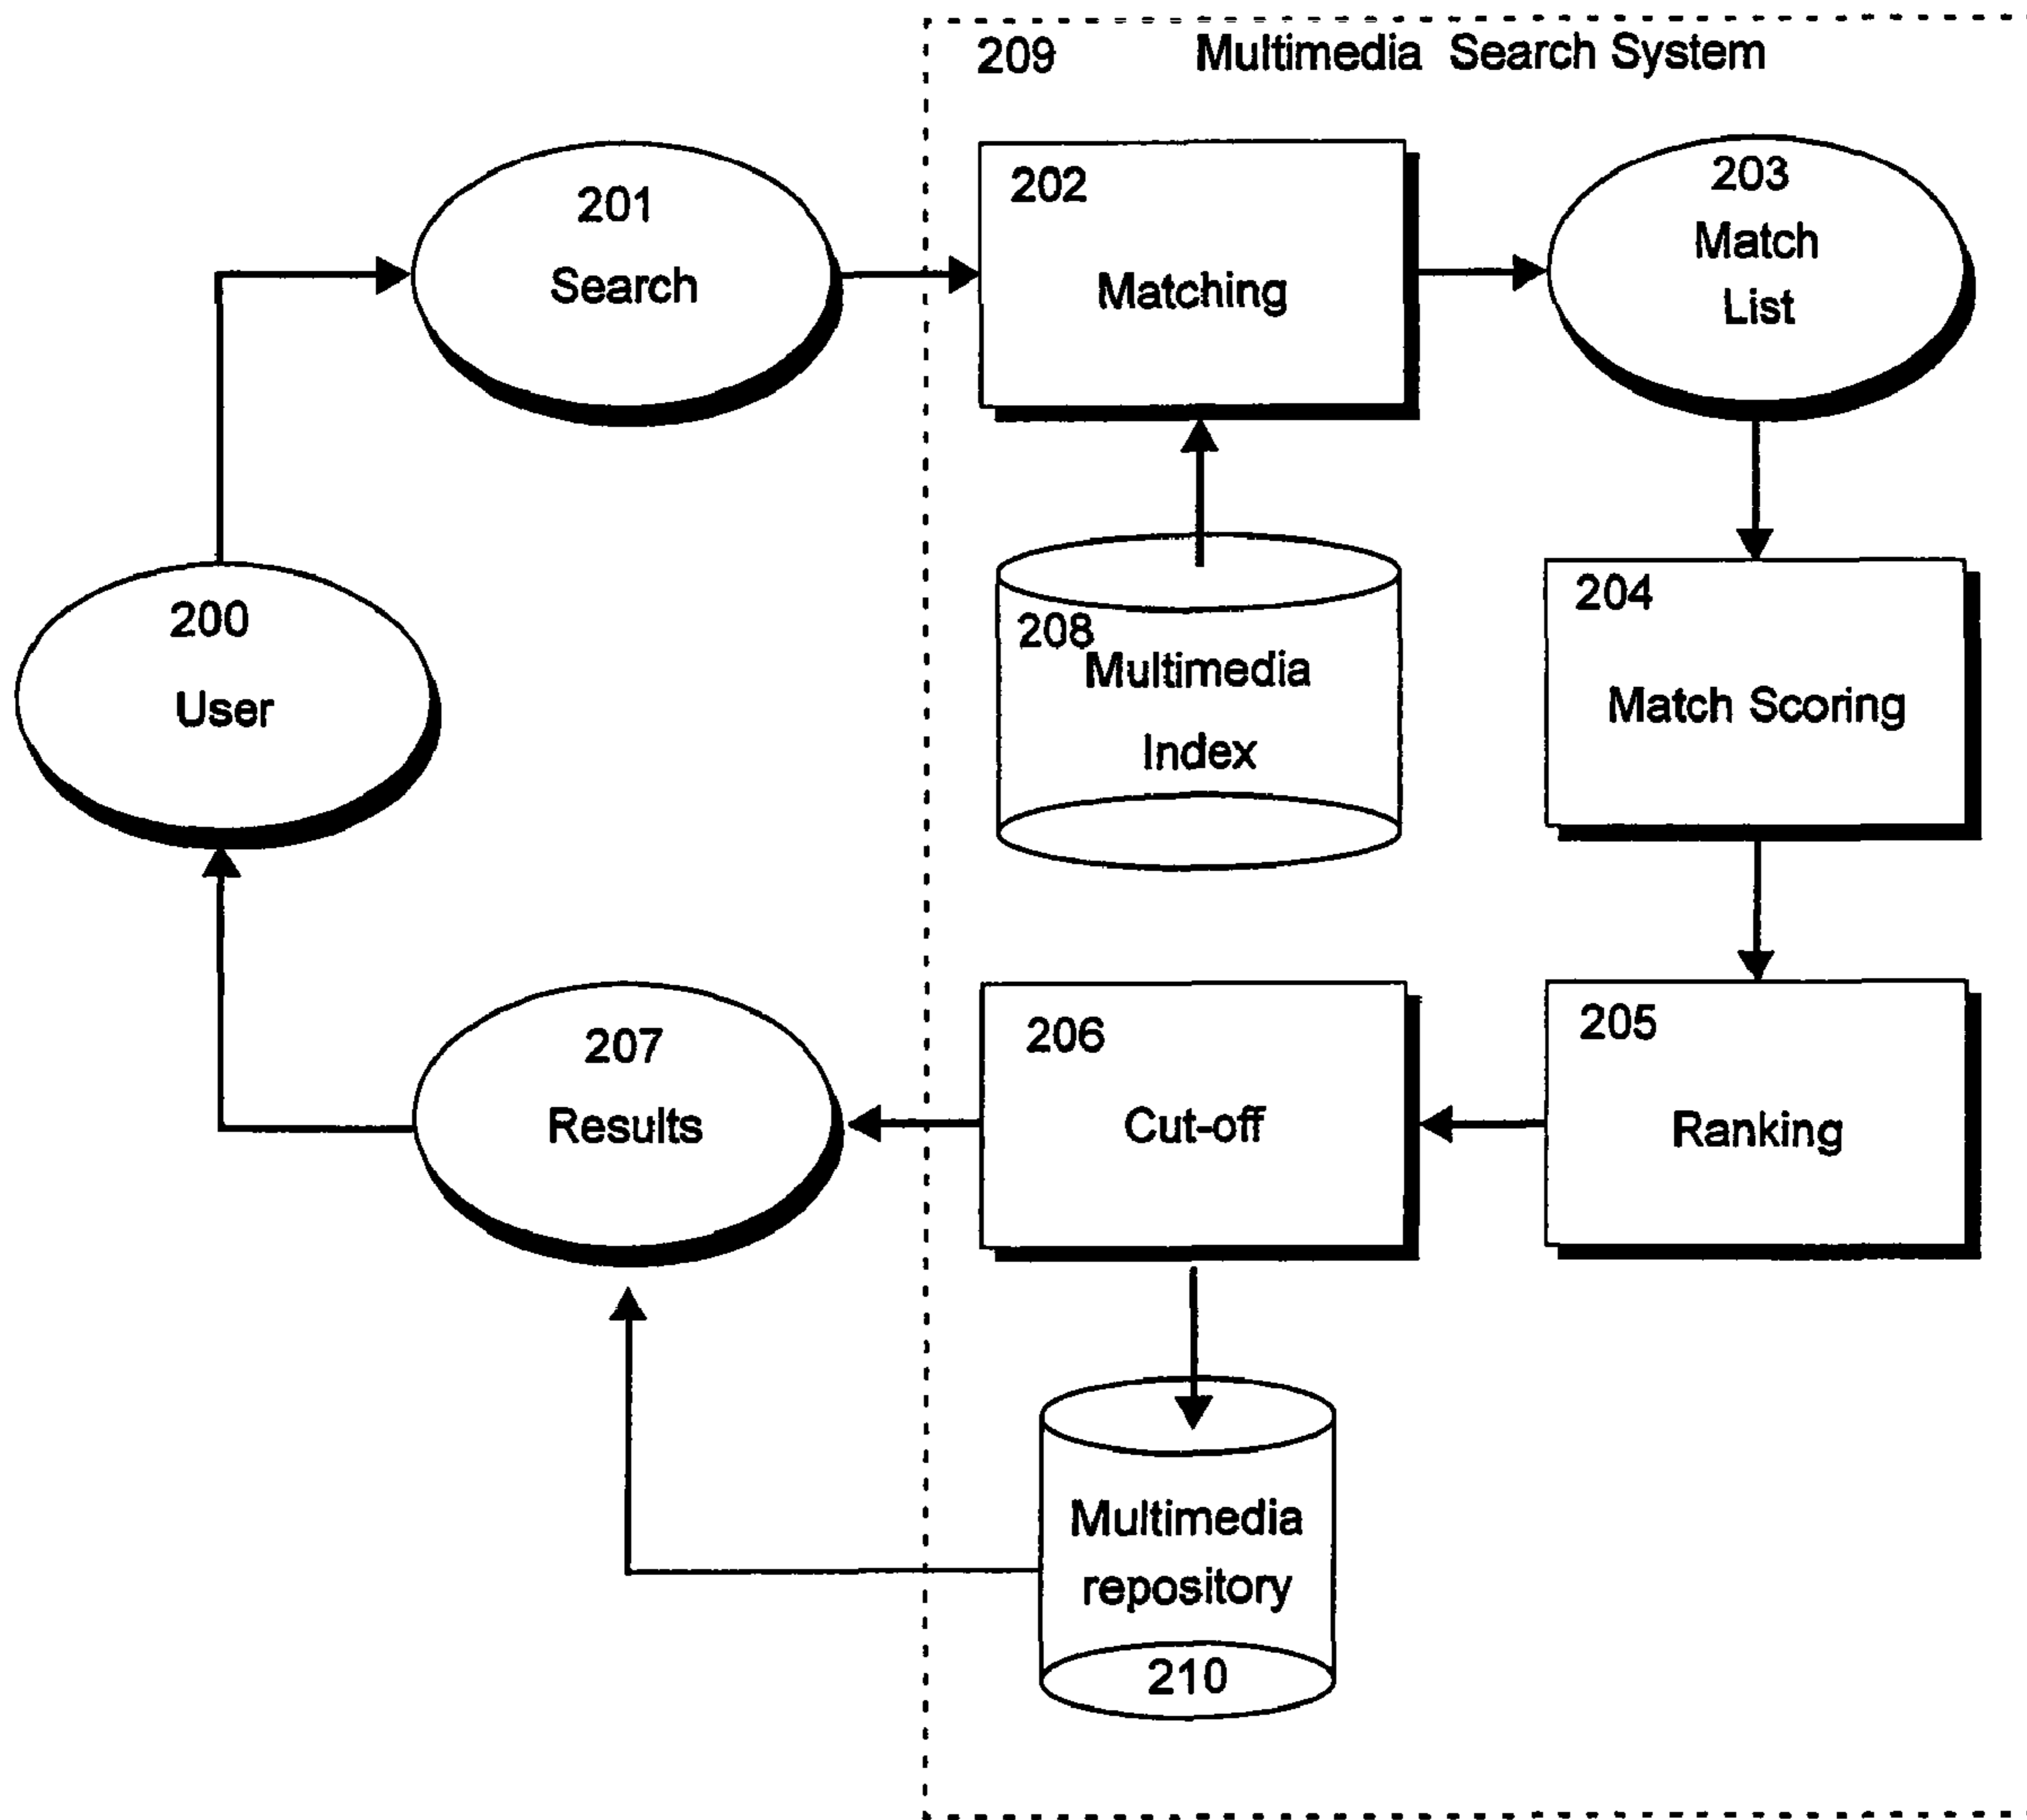 209 Multimedia Search System
201
Search
202
Matching
203
Match
List
200
User
208
Multimedia
Index
204
Match Scoring
207
Results
206
Cut-off
205
Ranking
Multimedia
repository
210